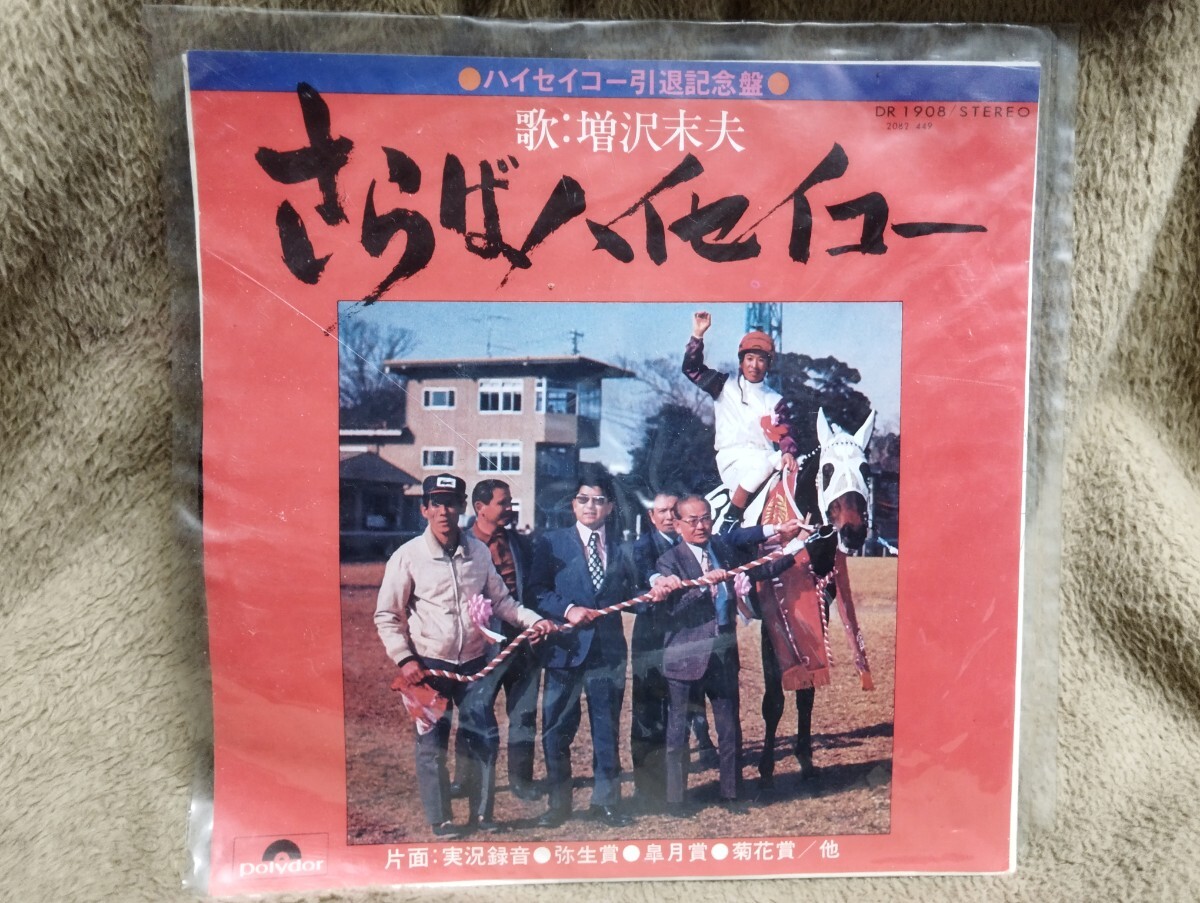 ●ハイセイコー引退記念盤●
DR 1908/STEREO
2082 449
歌:増沢末夫
さらばハイセイコー
片面:実況録音●弥生賞●皐月賞●菊花賞/他
Polydor